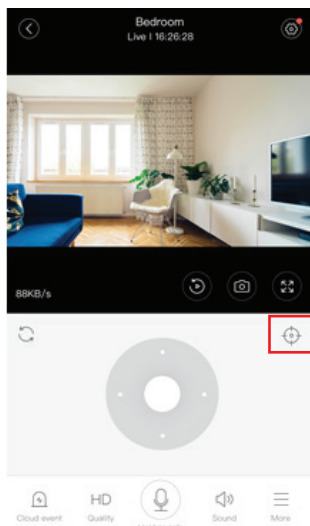 Bedroom
Live | 16:26:28
88KB/s
HD
Cloud event
Quality
Sound
More